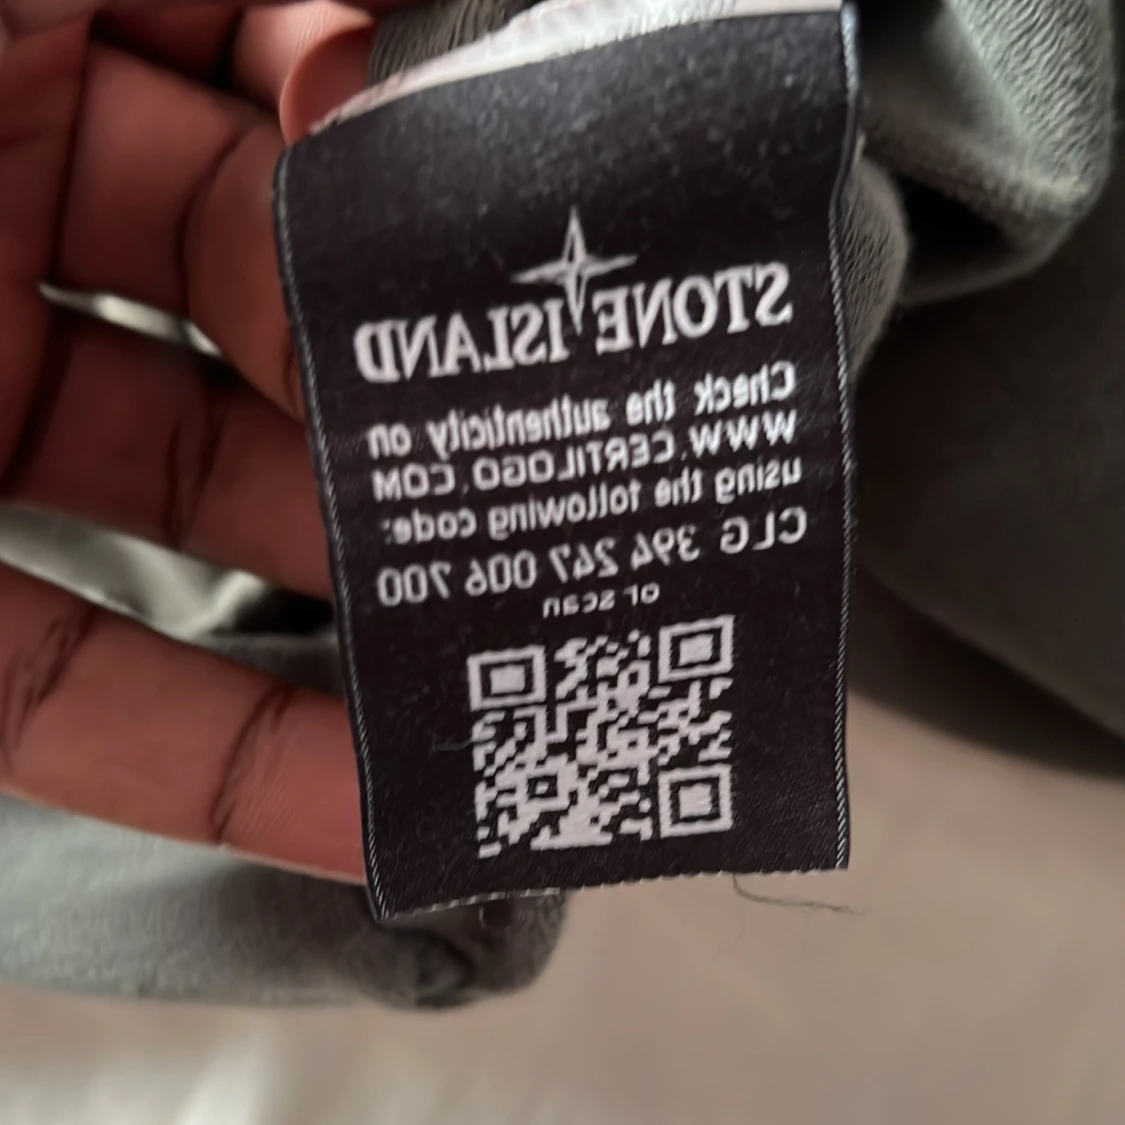 STONE ISLAND
Check the authenticity on
WWW.CERTILOGO.COM
using the following code:
CLG 394 247 006 700
or scan